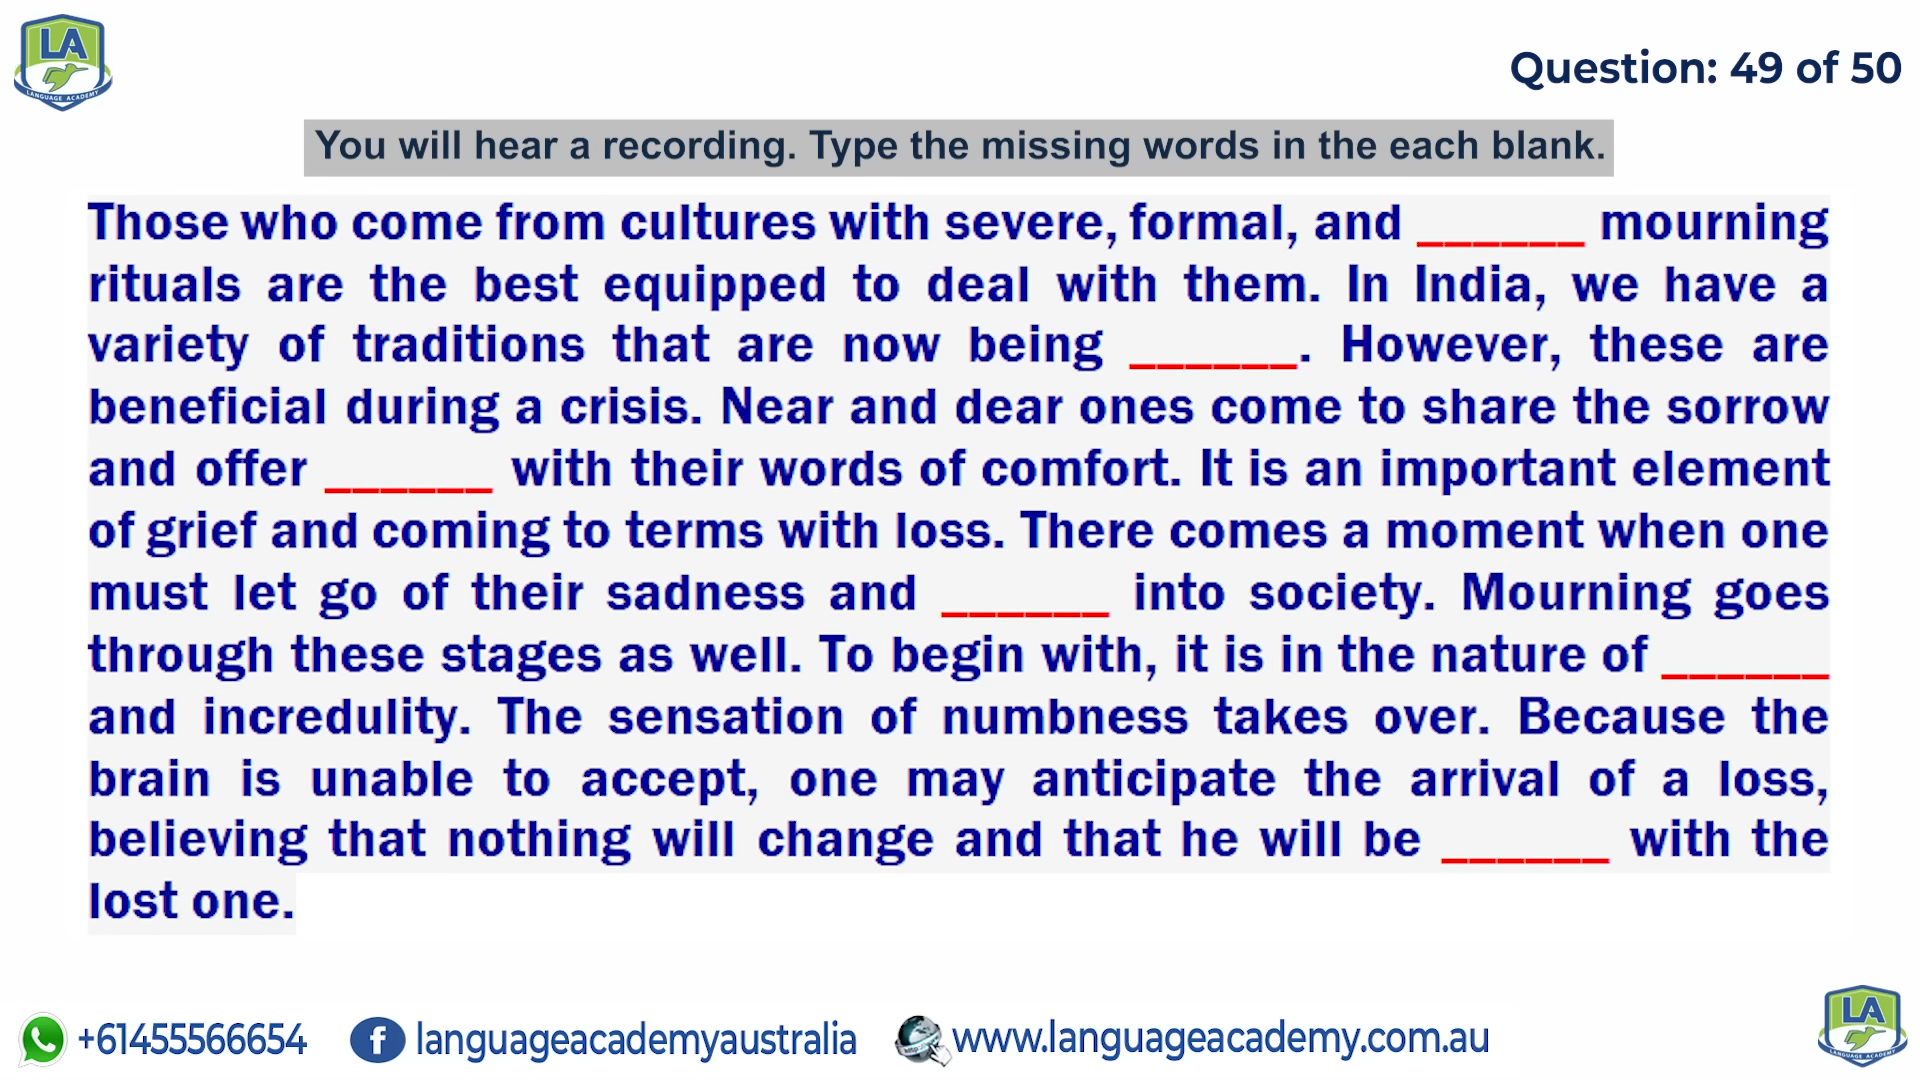 LA
LANGUAGE ACADEMY
Question: 49 of 50
You will hear a recording. Type the missing words in the each blank.
Those who come from cultures with severe, formal, and ______ mourning
rituals are the best equipped to deal with them. In India, we have a
variety of traditions that are now being ______. However, these are
beneficial during a crisis. Near and dear ones come to share the sorrow
and offer ______ with their words of comfort. It is an important element
of grief and coming to terms with loss. There comes a moment when one
must let go of their sadness and ______ into society. Mourning goes
through these stages as well. To begin with, it is in the nature of ______
and incredulity. The sensation of numbness takes over. Because the
brain is unable to accept, one may anticipate the arrival of a loss,
believing that nothing will change and that he will be ______ with the
lost one.
+61455566654
f languageacademyaustralia
http www.languageacademy.com.au
LA
LANGUAGE ACADEMY